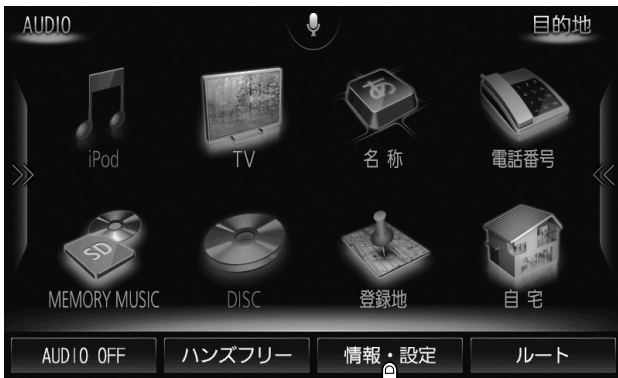 AUDIO 目的地
iPod TV 名称 電話番号
MEMORY MUSIC DISC 登録地 自宅
AUDIO OFF ハンズフリー 情報・設定 ルート